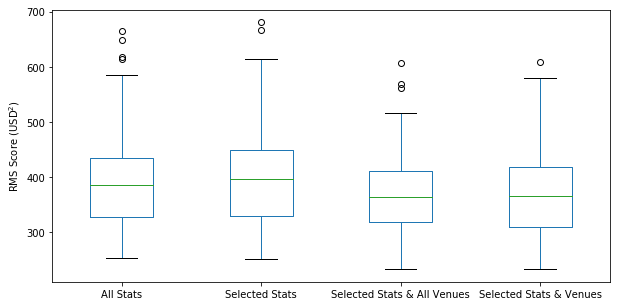 700
600
500
400
300
RMS Score (USD²)
All Stats
Selected Stats
Selected Stats & All Venues
Selected Stats & Venues